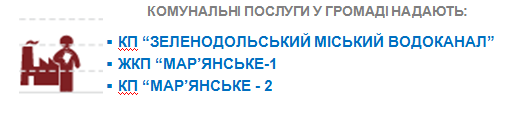 КОМУНАЛЬНІ ПОСЛУГИ У ГРОМАДІ НАДАЮТЬ:
▪ КП “ЗЕЛЕНОДОЛЬСЬКИЙ МІСЬКИЙ ВОДОКАНАЛ”
▪ ЖКП “МАР’ЯНСЬКЕ-1
▪ КП “МАР’ЯНСЬКЕ - 2